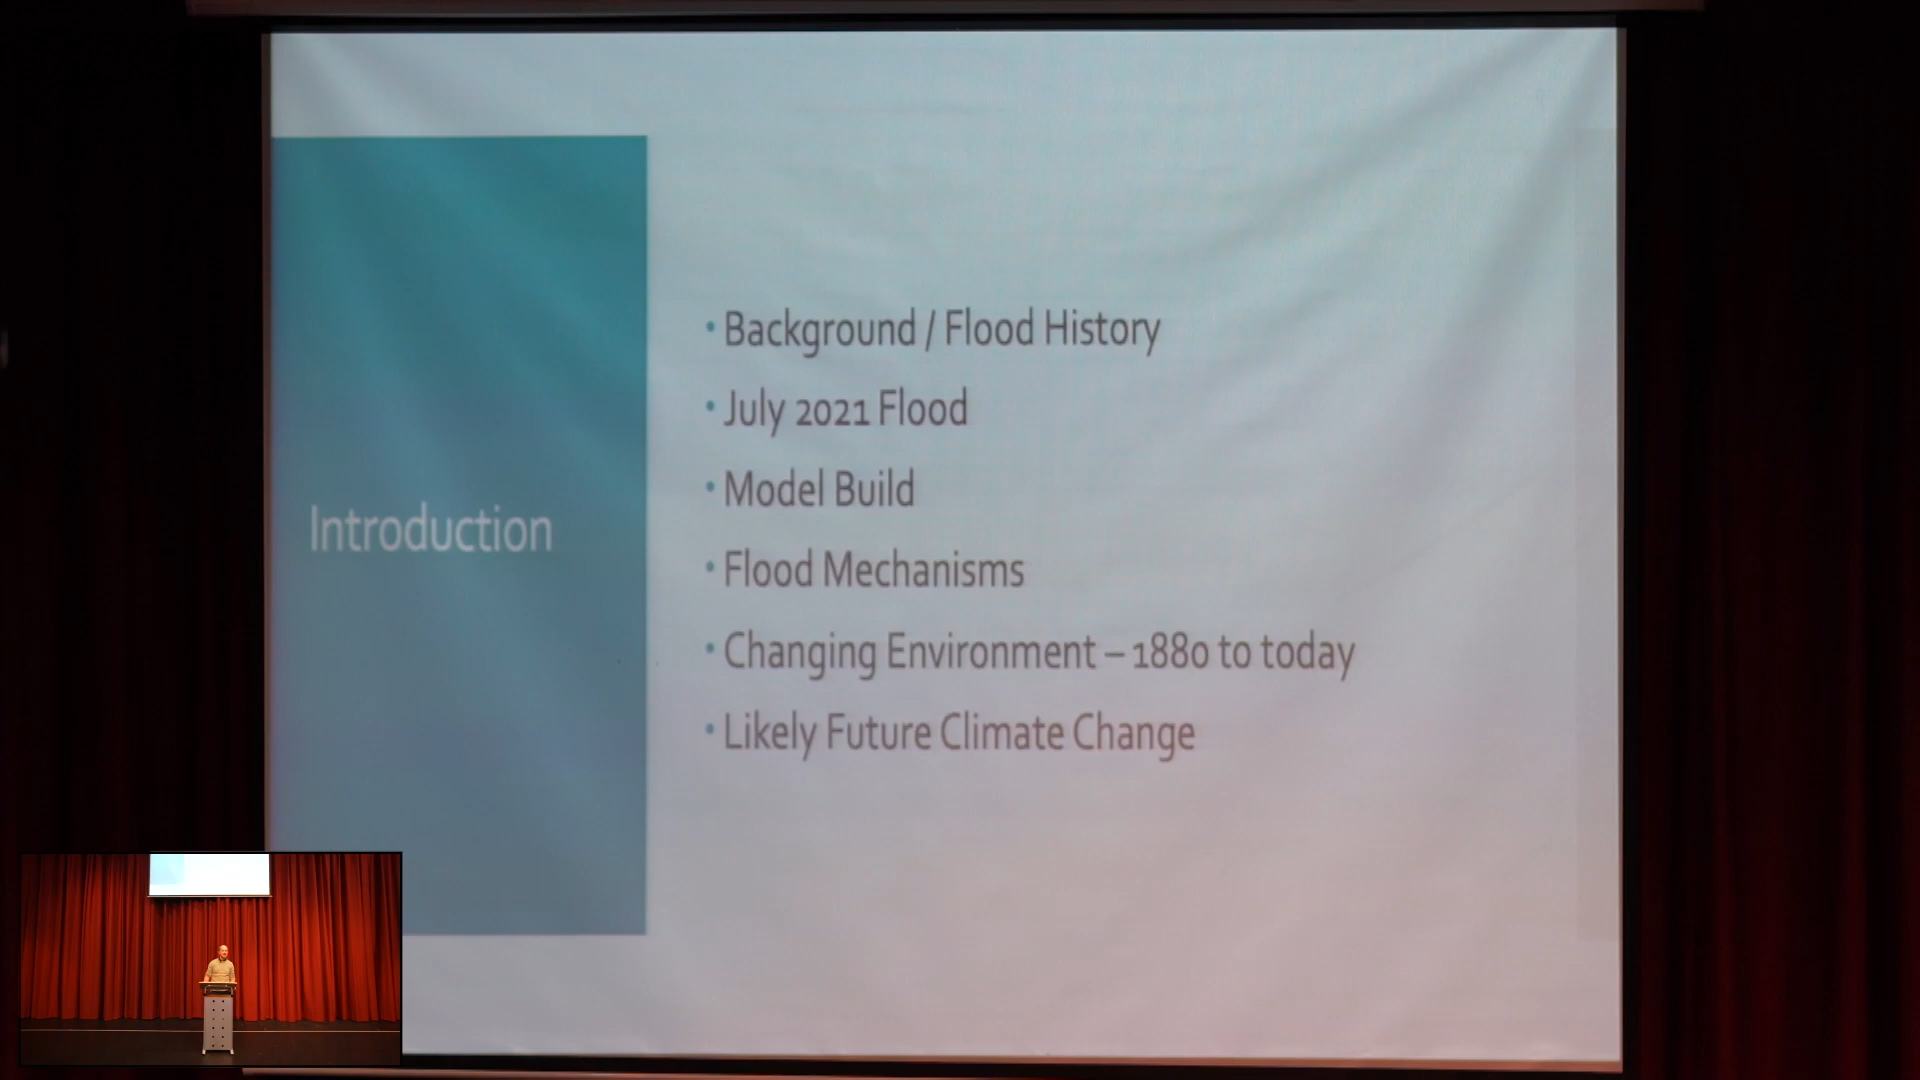 Introduction
• Background / Flood History
• July 2021 Flood
• Model Build
• Flood Mechanisms
• Changing Environment – 1880 to today
• Likely Future Climate Change